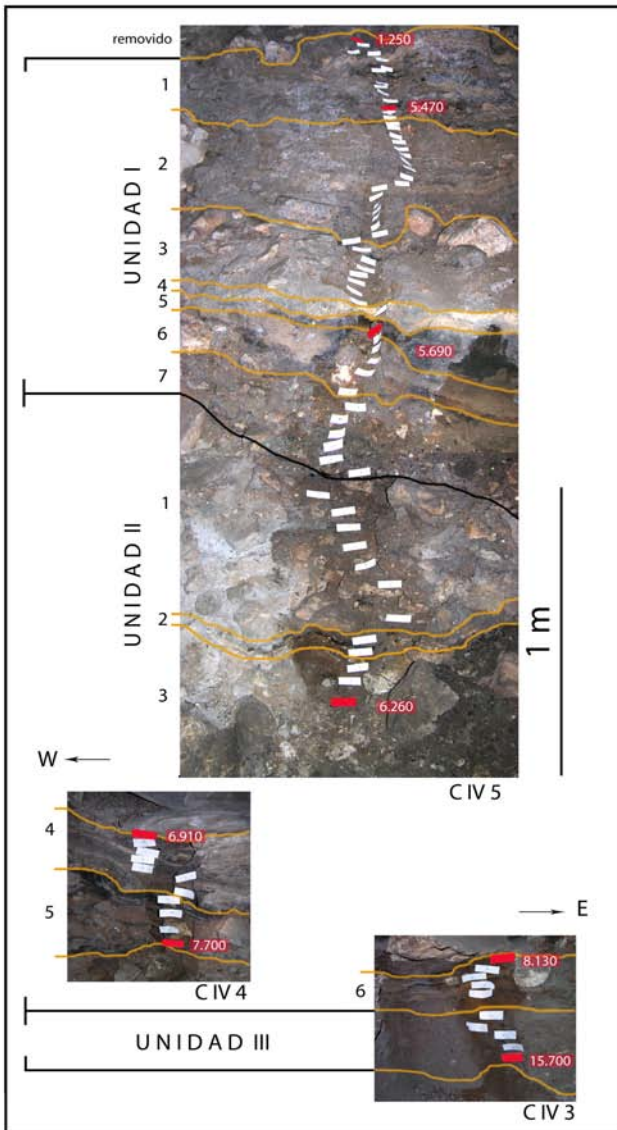 removido
1.250
1
5.470
UNIDAD I
2
3
4
5
6
5.690
7
UNIDAD II
1
2
3
6.260
1 m
W
C IV 5
4
6.910
5
7.700
C IV 4
E
8.130
6
UNIDAD III
15.700
C IV 3